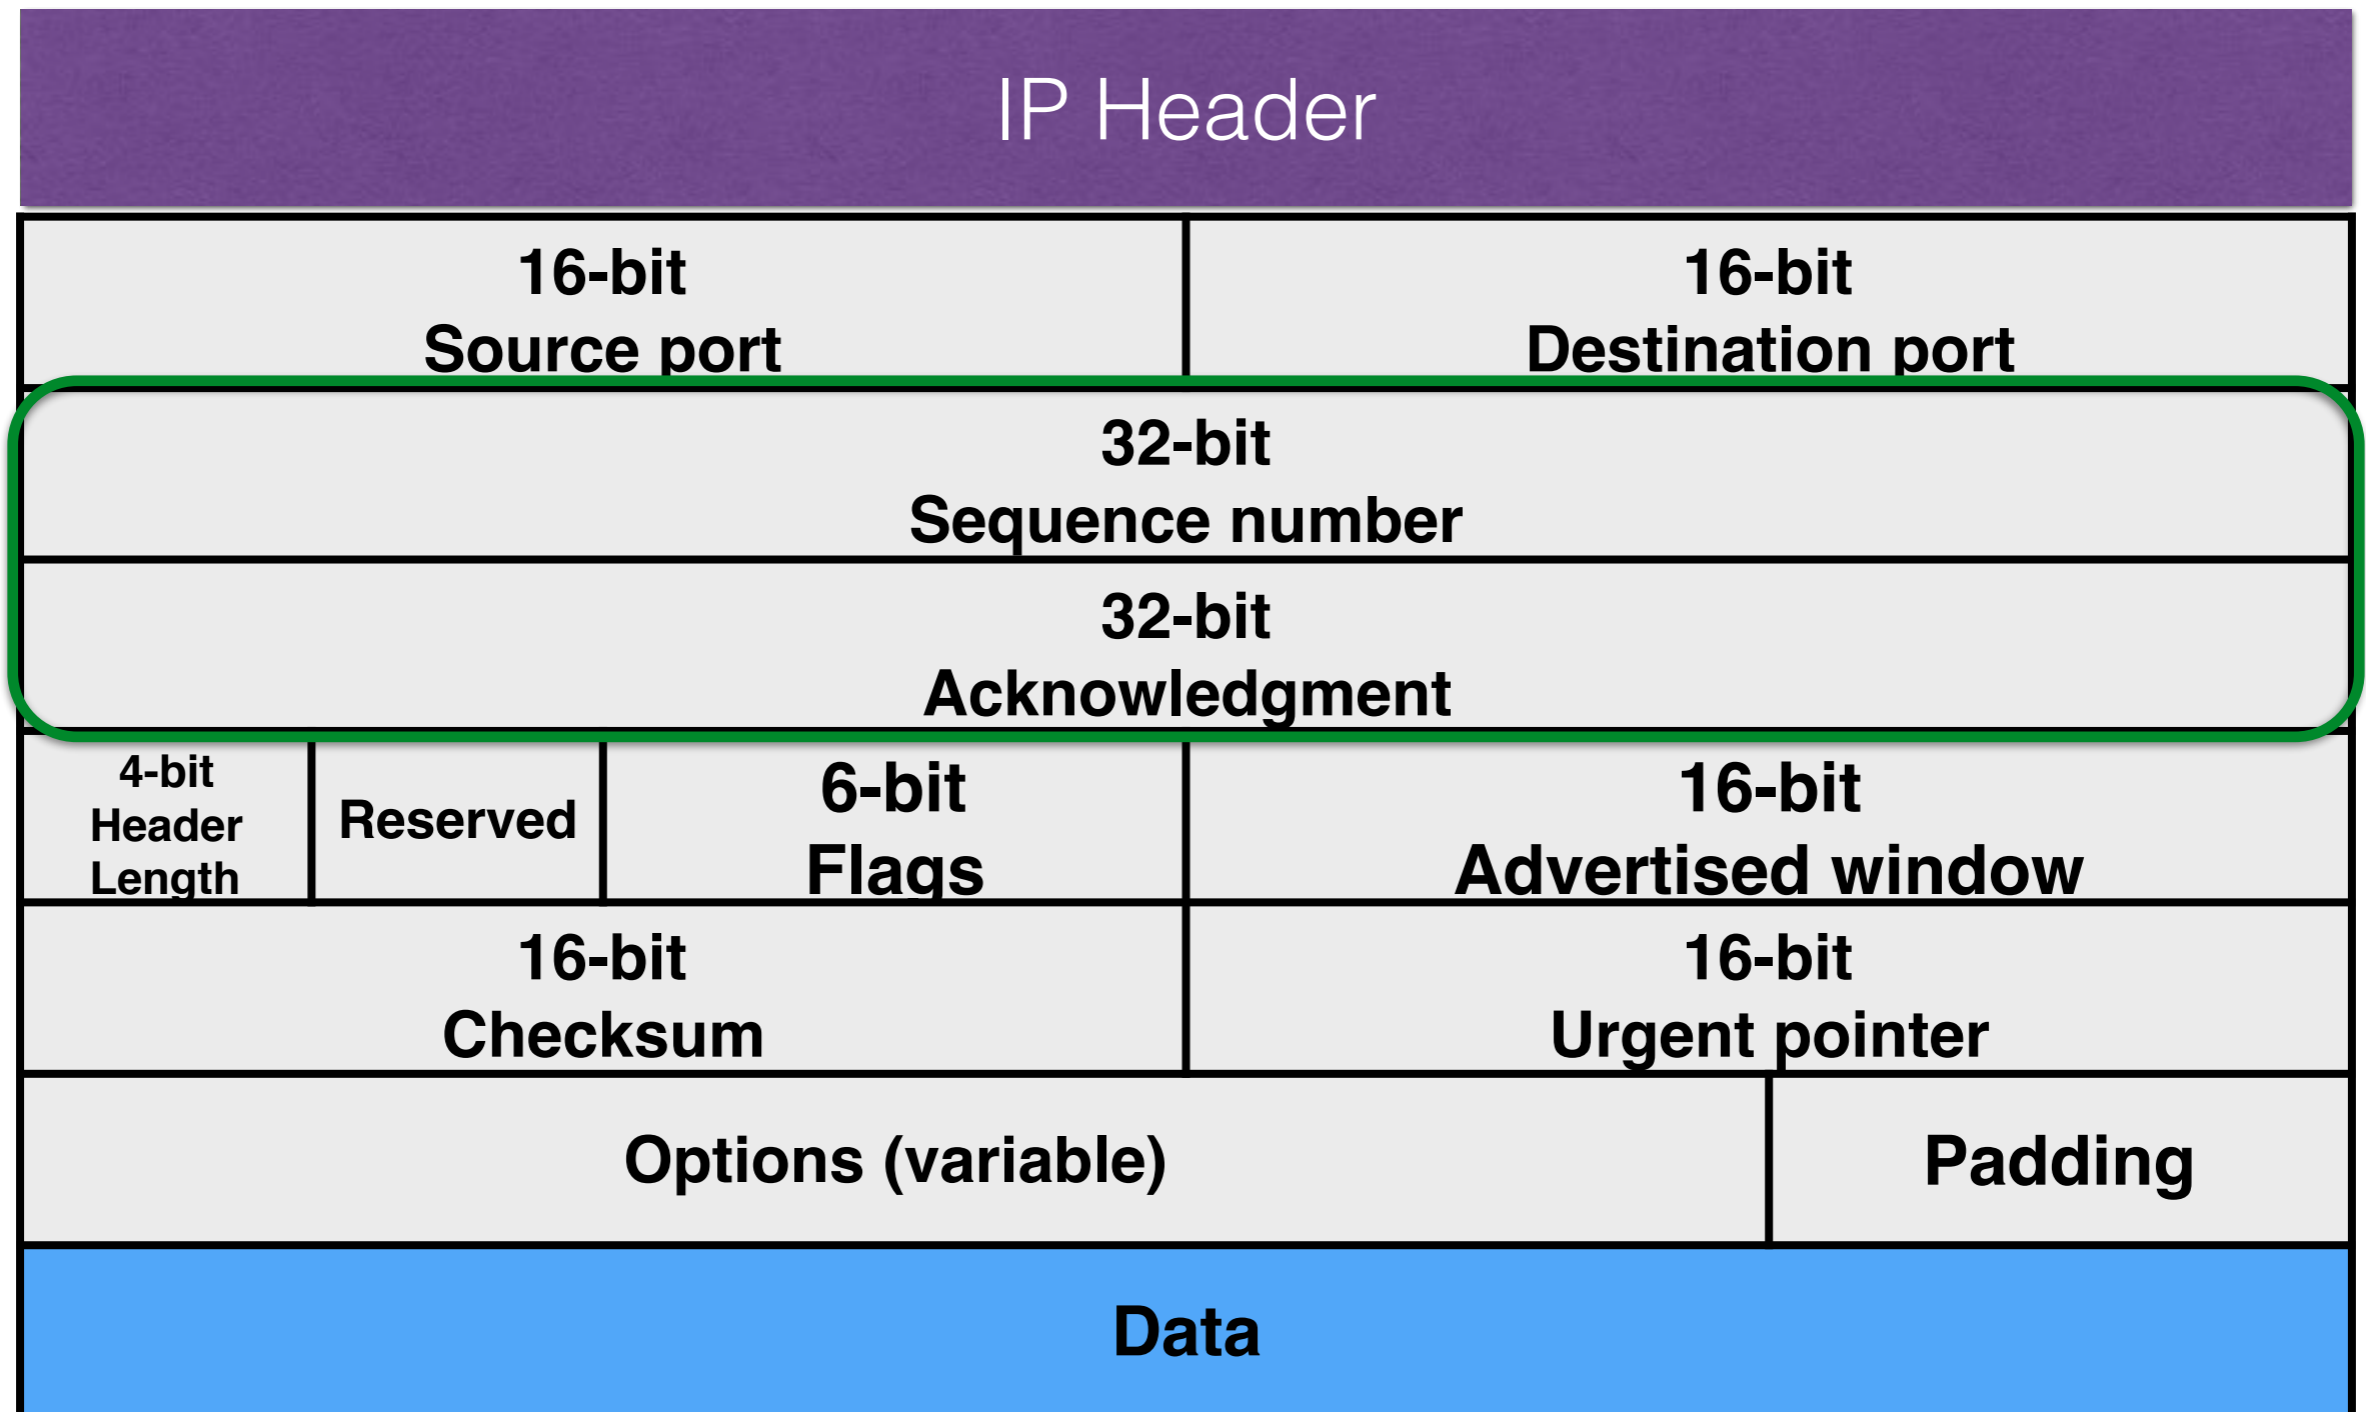 IP Header
16-bit
Source port
16-bit
Destination port
32-bit
Sequence number
32-bit
Acknowledgment
4-bit
Header
Length
Reserved
6-bit
Flags
16-bit
Advertised window
16-bit
Checksum
16-bit
Urgent pointer
Options (variable)
Padding
Data